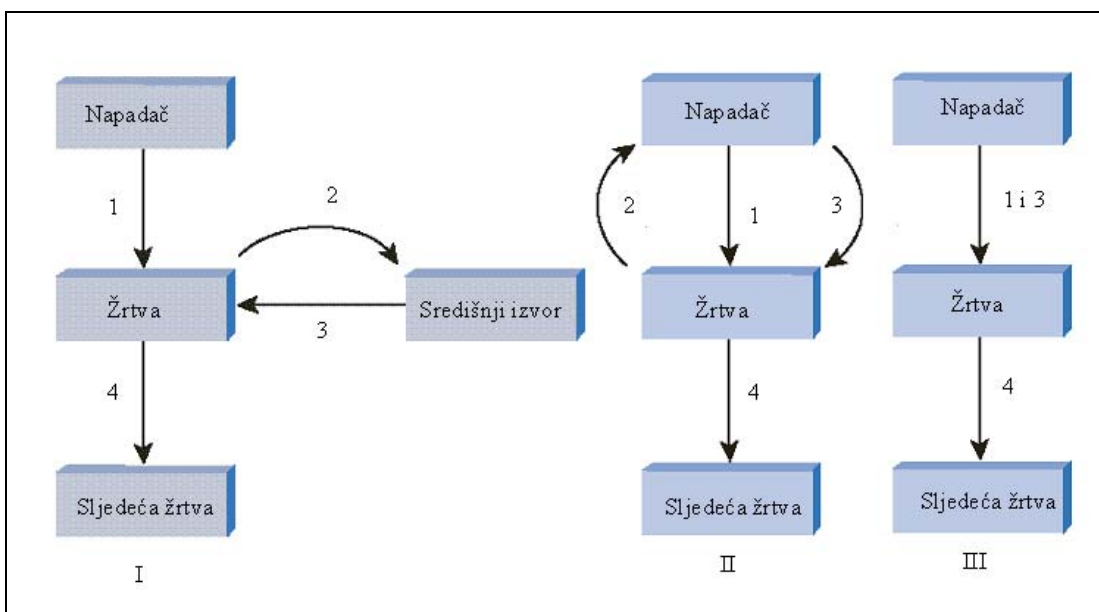 Napadač
1
2
Žrtva
Središnji izvor
3
4
Sljedeća žrtva
I
Napadač
2
1
3
Žrtva
4
Sljedeća žrtva
II
Napadač
1 i 3
Žrtva
4
Sljedeća žrtva
III